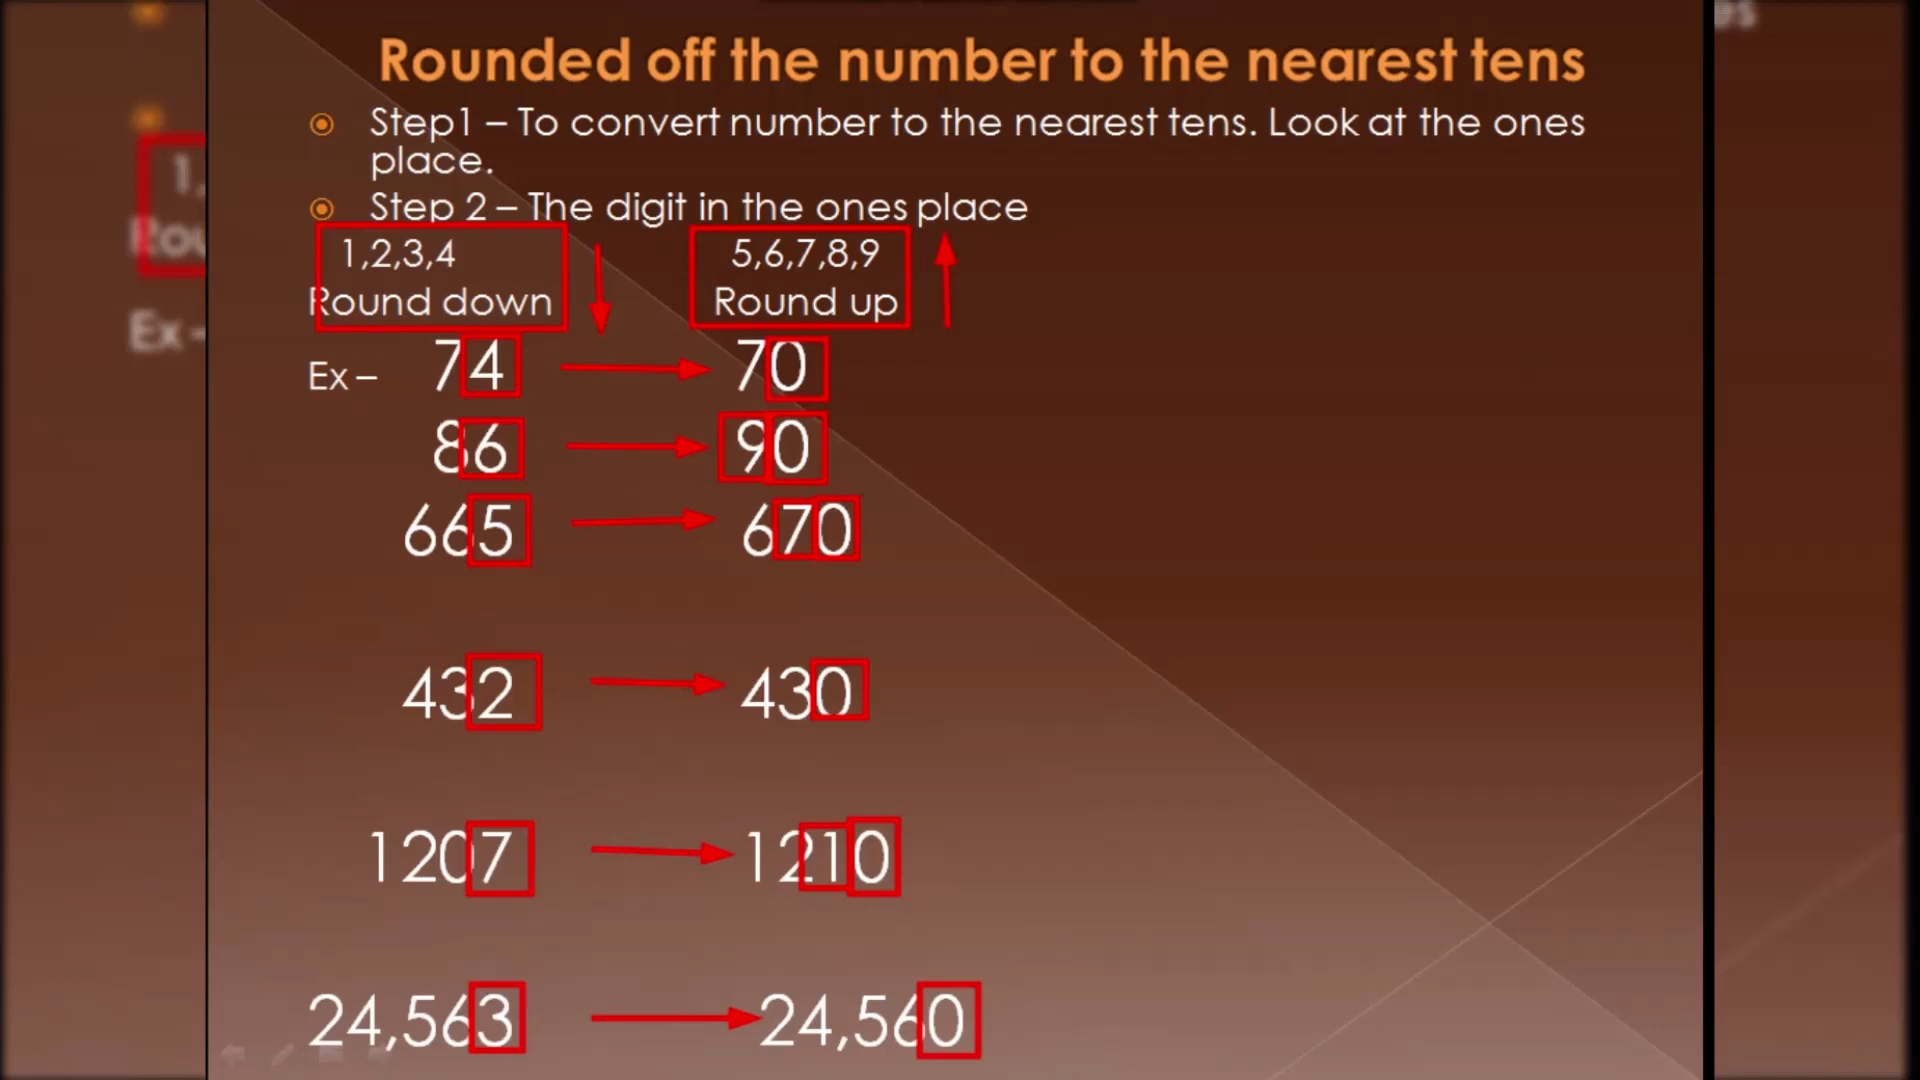 Rounded off the number to the nearest tens
Step1 – To convert number to the nearest tens. Look at the ones
place.
Step 2 – The digit in the ones place
1,2,3,4 5,6,7,8,9
Round down Round up
Ex – 74 70
86 90
665 670
432 430
1207 1210
24,563 24,560